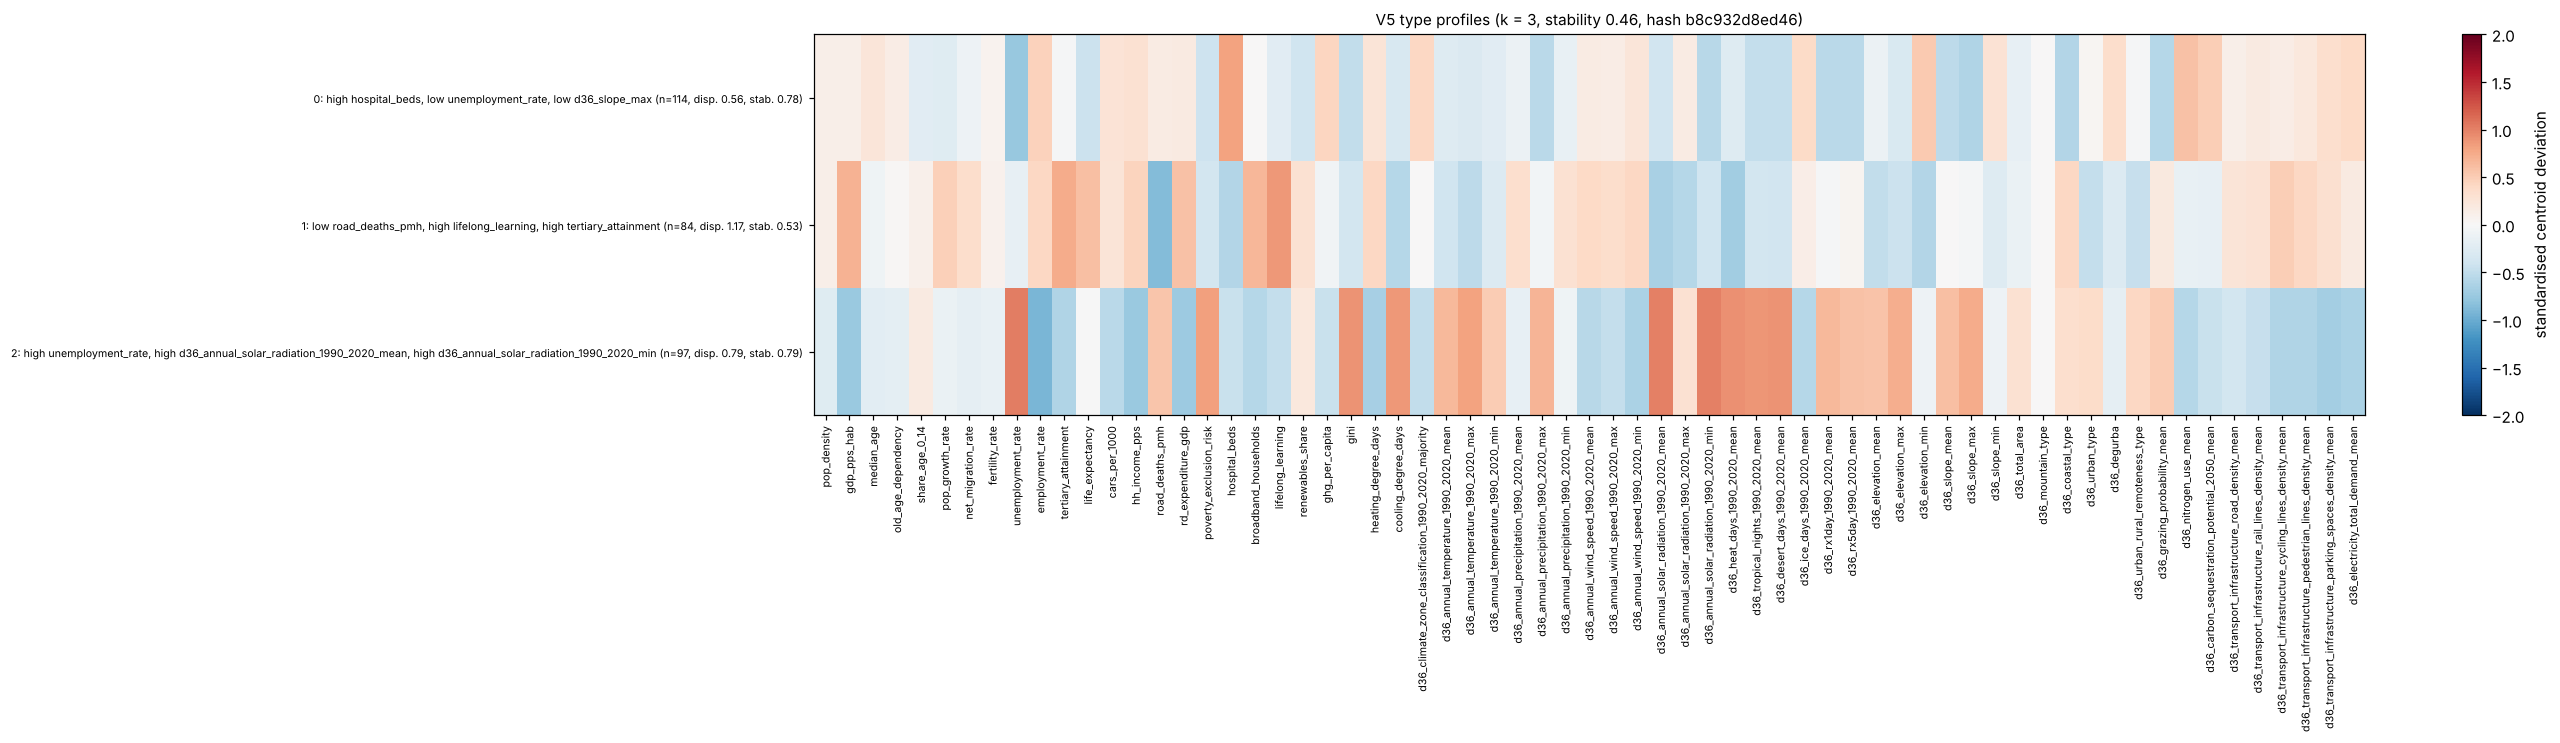 V5 type profiles (k = 3, stability 0.46, hash b8c932d8ed46)
0: high hospital_beds, low unemployment_rate, low d36_slope_max (n=114, disp. 0.56, stab. 0.78)
1: low road_deaths_pmh, high lifelong_learning, high tertiary_attainment (n=84, disp. 1.17, stab. 0.53)
2: high unemployment_rate, high d36_annual_solar_radiation_1990_2020_mean, high d36_annual_solar_radiation_1990_2020_min (n=97, disp. 0.79, stab. 0.79)
pop_density
gdp_pps_hab
median_age
old_age_dependency
share_age_0_14
pop_growth_rate
net_migration_rate
fertility_rate
unemployment_rate
employment_rate
tertiary_attainment
life_expectancy
cars_per_1000
hh_income_pps
road_deaths_pmh
rd_expenditure_gdp
poverty_exclusion_risk
hospital_beds
broadband_households
lifelong_learning
renewables_share
ghg_per_capita
gini
heating_degree_days
cooling_degree_days
d36_climate_zone_classification_1990_2020_majority
d36_annual_temperature_1990_2020_mean
d36_annual_temperature_1990_2020_max
d36_annual_temperature_1990_2020_min
d36_annual_precipitation_1990_2020_mean
d36_annual_precipitation_1990_2020_max
d36_annual_precipitation_1990_2020_min
d36_annual_wind_speed_1990_2020_mean
d36_annual_wind_speed_1990_2020_max
d36_annual_wind_speed_1990_2020_min
d36_annual_solar_radiation_1990_2020_mean
d36_annual_solar_radiation_1990_2020_max
d36_annual_solar_radiation_1990_2020_min
d36_heat_days_1990_2020_mean
d36_tropical_nights_1990_2020_mean
d36_desert_days_1990_2020_mean
d36_ice_days_1990_2020_mean
d36_rx1day_1990_2020_mean
d36_rx5day_1990_2020_mean
d36_elevation_mean
d36_elevation_max
d36_elevation_min
d36_slope_mean
d36_slope_max
d36_slope_min
d36_total_area
d36_mountain_type
d36_coastal_type
d36_urban_type
d36_degurba
d36_urban_rural_remoteness_type
d36_grazing_probability_mean
d36_nitrogen_use_mean
d36_carbon_sequestration_potential_2050_mean
d36_transport_infrastructure_road_density_mean
d36_transport_infrastructure_rail_lines_density_mean
d36_transport_infrastructure_cycling_lines_density_mean
d36_transport_infrastructure_pedestrian_lines_density_mean
d36_transport_infrastructure_parking_spaces_density_mean
d36_electricity_total_demand_mean
2.0
1.5
1.0
0.5
0.0
−0.5
−1.0
−1.5
−2.0
standardised centroid deviation